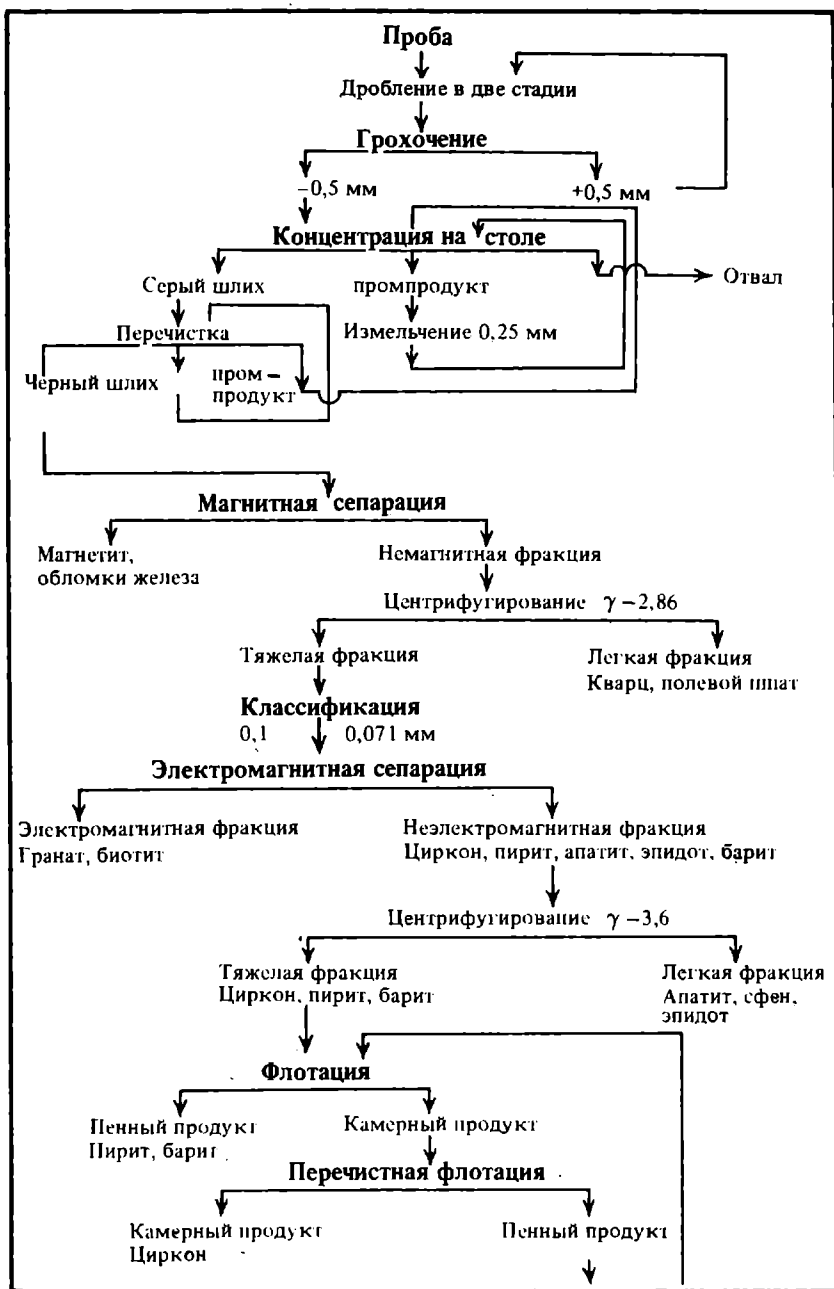 Проба
Дробление в две стадии
Грохочение
−0,5 мм +0,5 мм
Концентрация на столе
Серый шлих промпродукт Отвал
Перечистка Измельчение 0,25 мм
Черный шлих пром–
продукт
Магнитная сепарация
Магнетит,
обломки железа
Немагнитная фракция
Центрифугирование γ−2,86
Тяжелая фракция
Легкая фракция
Кварц, полевой шпат
Классификация
0,1 0,071 мм
Электромагнитная сепарация
Электромагнитная фракция
Гранат, биотит
Неэлектромагнитная фракция
Циркон, пирит, апатит, эпидот, барит
Центрифугирование γ−3,6
Тяжелая фракция
Циркон, пирит, барит
Легкая фракция
Апатит, сфен,
эпидот
Флотация
Пенный продукт
Пирит, барит
Камерный продукт
Перечистная флотация
Камерный продукт
Циркон
Пенный продукт